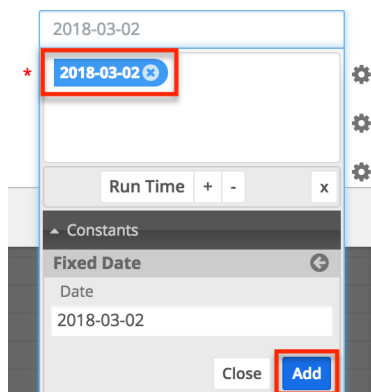 2018-03-02
* 2018-03-02
Run Time + - x
Constants
Fixed Date
Date
2018-03-02
Close Add